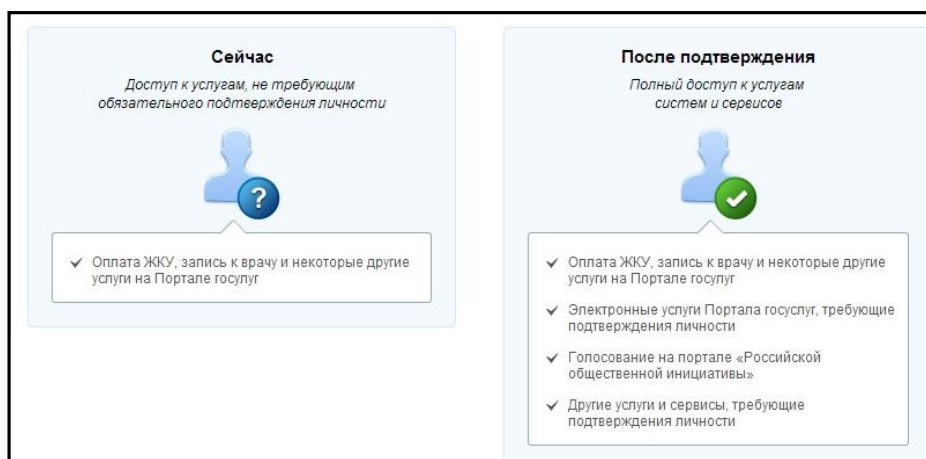 Сейчас
Доступ к услугам, не требующим
обязательного подтверждения личности
?
Оплата ЖКУ, запись к врачу и некоторые другие
услуги на Портале госулуг
После подтверждения
Полный доступ к услугам
систем и сервисов
Оплата ЖКУ, запись к врачу и некоторые другие
услуги на Портале госулуг
Электронные услуги Портала госуслуг, требующие
подтверждения личности
Голосование на портале «Российской
общественной инициативы»
Другие услуги и сервисы, требующие
подтверждения личности